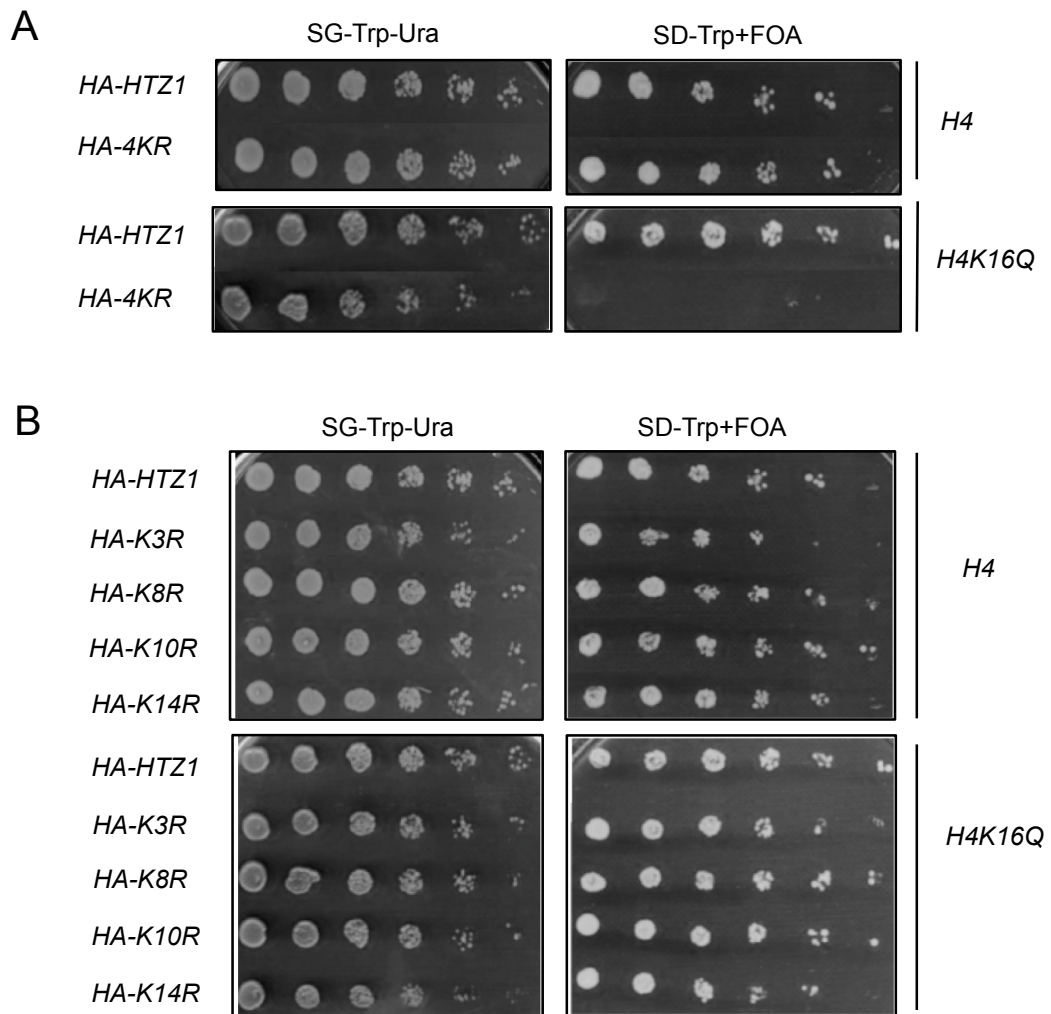 A
SG-Trp-Ura
SD-Trp+FOA
HA-HTZ1
HA-4KR
H4
HA-HTZ1
HA-4KR
H4K16Q
B
SG-Trp-Ura
SD-Trp+FOA
HA-HTZ1
HA-K3R
HA-K8R
HA-K10R
HA-K14R
H4
HA-HTZ1
HA-K3R
HA-K8R
HA-K10R
HA-K14R
H4K16Q